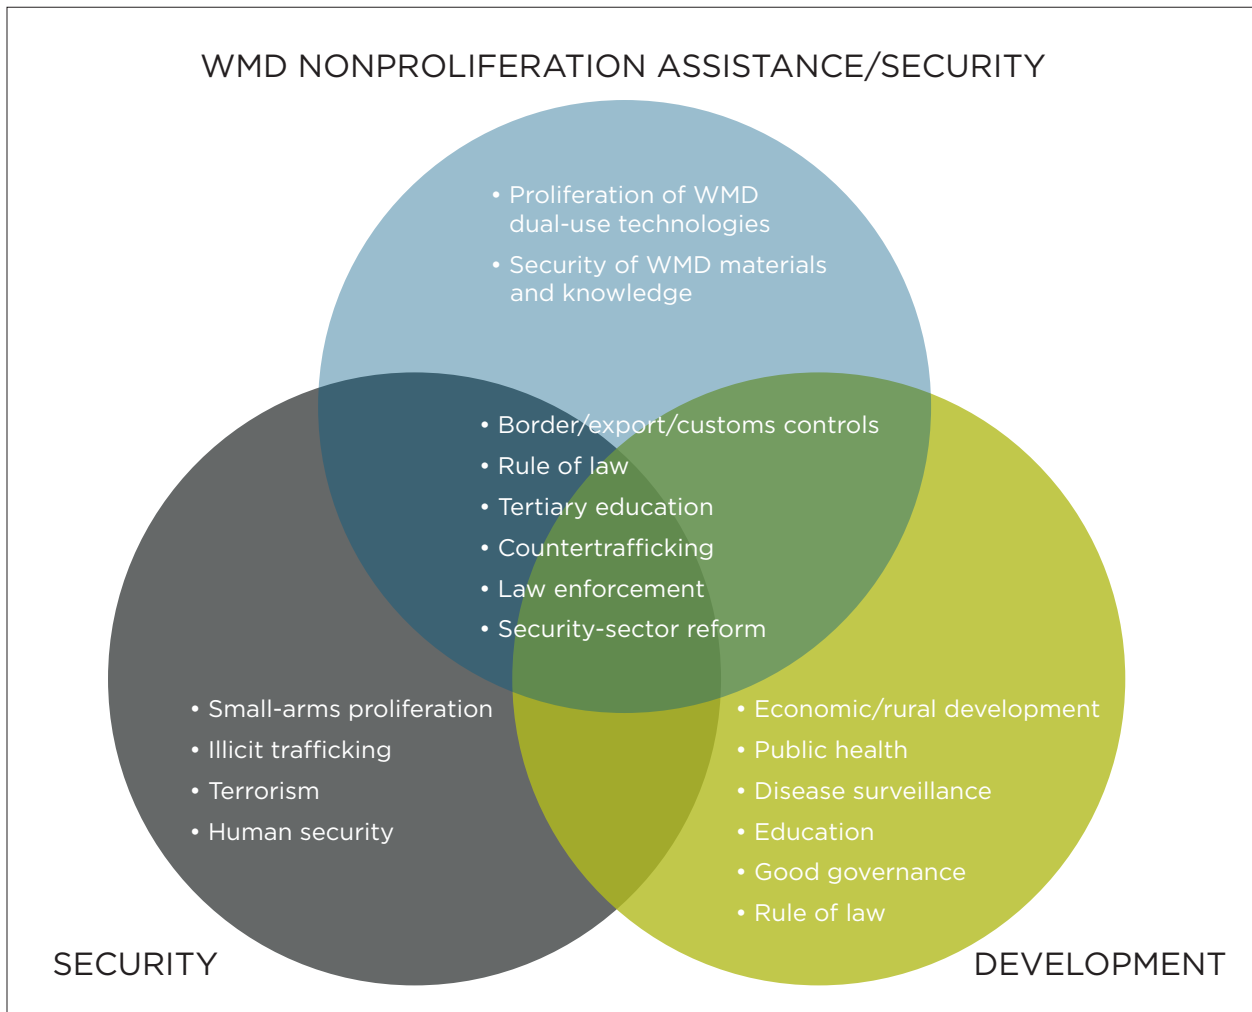 WMD NONPROLIFERATION ASSISTANCE/SECURITY
• Proliferation of WMD
dual-use technologies
• Security of WMD materials
and knowledge
• Border/export/customs controls
• Rule of law
• Tertiary education
• Countertrafficking
• Law enforcement
• Security-sector reform
• Small-arms proliferation
• Illicit trafficking
• Terrorism
• Human security
• Economic/rural development
• Public health
• Disease surveillance
• Education
• Good governance
• Rule of law
SECURITY
DEVELOPMENT